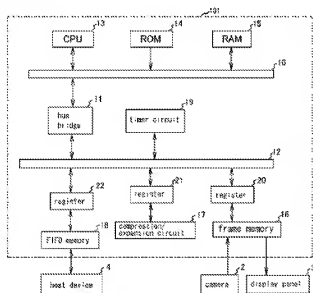 101
13
14
15
CPU
ROM
RAM
10
11
19
bus
bridge
timer circuit
12
22
21
20
register
register
register
18
17
16
FIFO memory
compression/
expansion circuit
frame memory
4
2
host device
camera
display panel